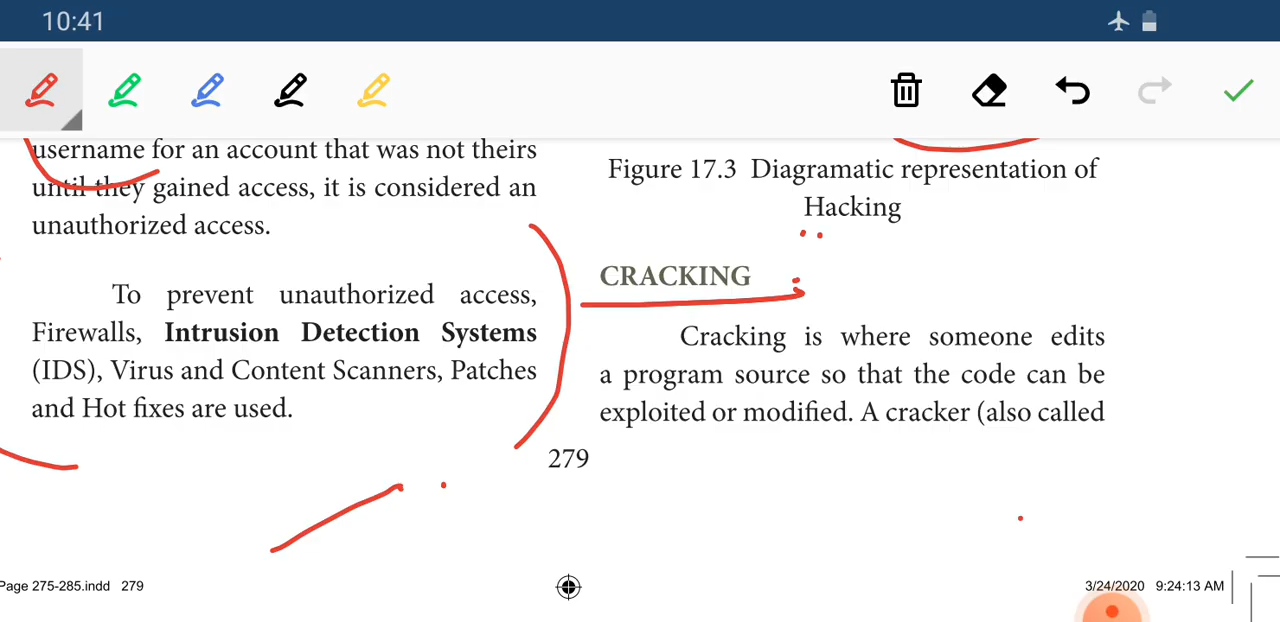 10:41
username for an account that was not theirs
until they gained access, it is considered an
unauthorized access.
To prevent unauthorized access,
Firewalls, Intrusion Detection Systems
(IDS), Virus and Content Scanners, Patches
and Hot fixes are used.
Figure 17.3 Diagramatic representation of
Hacking
CRACKING
Cracking is where someone edits
a program source so that the code can be
exploited or modified. A cracker (also called
279
Page 275-285.indd 279
3/24/2020 9:24:13 AM